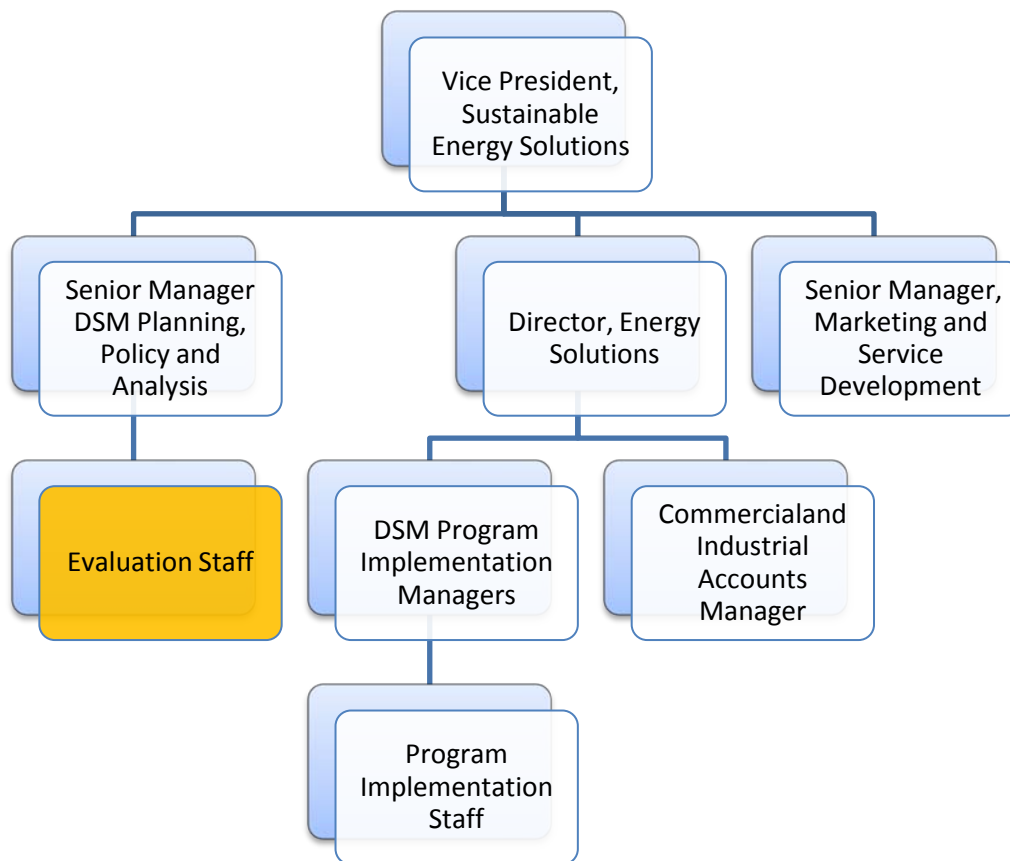 Vice President,
Sustainable
Energy Solutions
Senior Manager
DSM Planning,
Policy and
Analysis
Director, Energy
Solutions
Senior Manager,
Marketing and
Service
Development
Evaluation Staff
DSM Program
Implementation
Managers
Commercialand
Industrial
Accounts
Manager
Program
Implementation
Staff